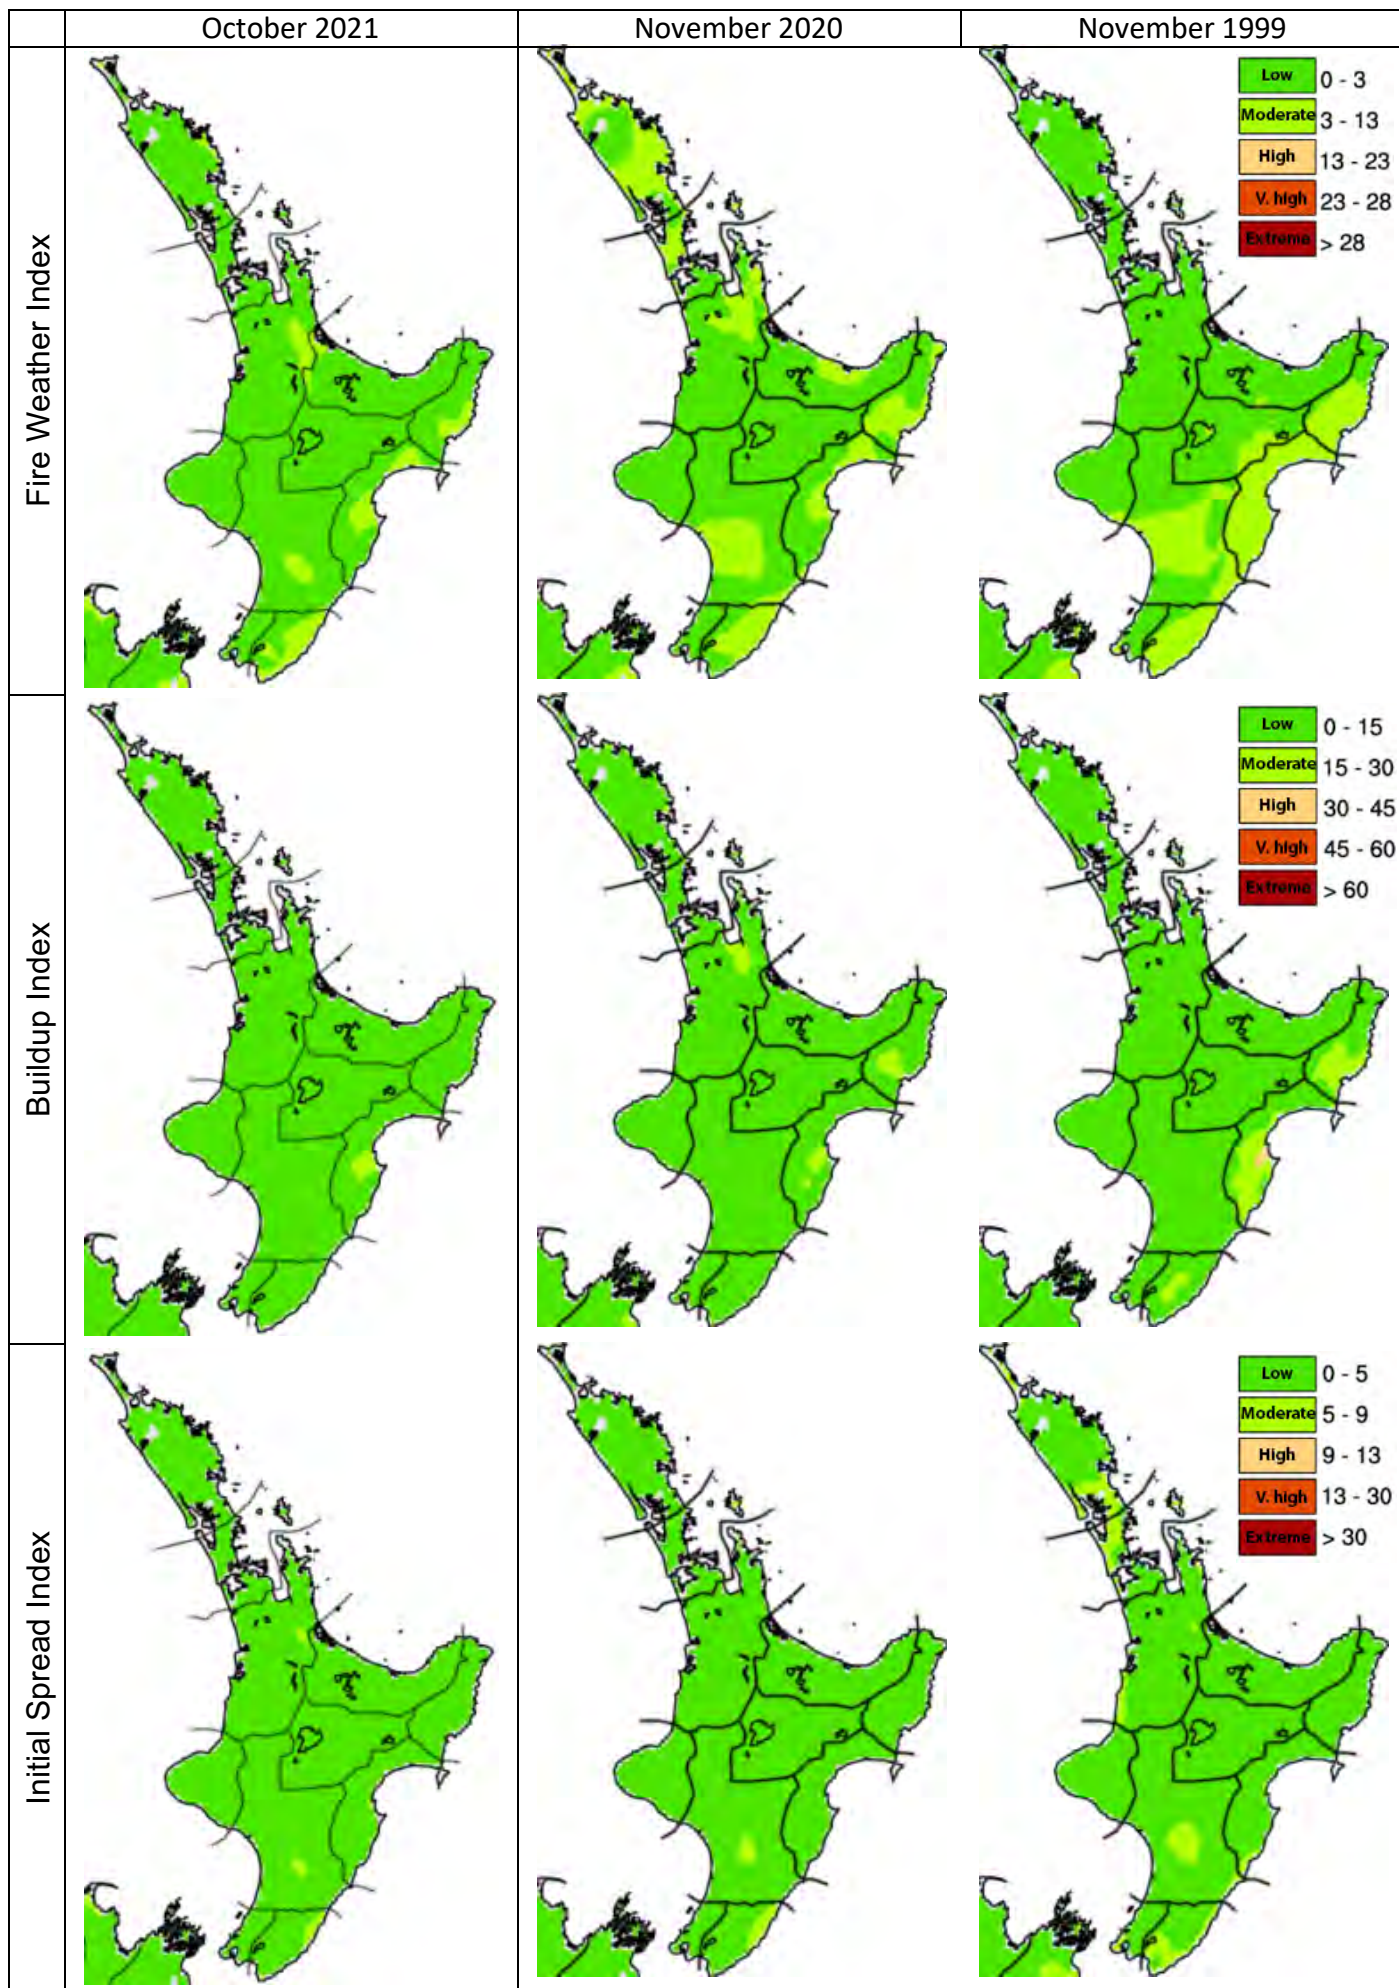 October 2021
November 2020
November 1999
Fire Weather Index
Low 0 - 3
Moderate 3 - 13
High 13 - 23
V. high 23 - 28
Extreme > 28
Buildup Index
Low 0 - 15
Moderate 15 - 30
High 30 - 45
V. high 45 - 60
Extreme > 60
Initial Spread Index
Low 0 - 5
Moderate 5 - 9
High 9 - 13
V. high 13 - 30
Extreme > 30